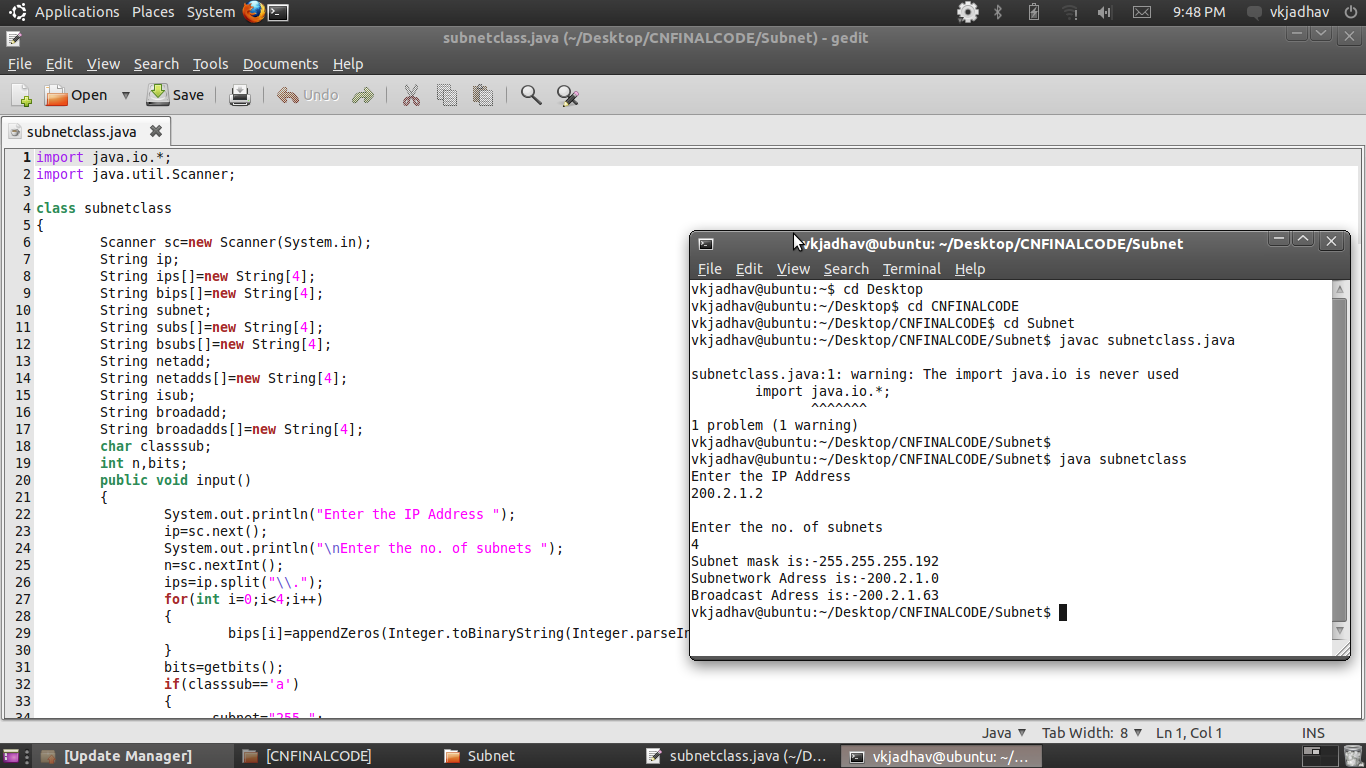 Applications Places System 9:48 PM vkjadhav
subnetclass.java (~/Desktop/CNFINALCODE/Subnet) - gedit
File Edit View Search Tools Documents Help
Open Save Undo
subnetclass.java
1 import java.io.*;
2 import java.util.Scanner;
3
4 class subnetclass
5 {
6 Scanner sc=new Scanner(System.in);
7 String ip;
8 String ips[]=new String[4];
9 String bips[]=new String[4];
10 String subnet;
11 String subs[]=new String[4];
12 String bsubs[]=new String[4];
13 String netadd;
14 String netadds[]=new String[4];
15 String isub;
16 String broadadd;
17 String broadadds[]=new String[4];
18 char classsub;
19 int n,bits;
20 public void input()
21 {
22 System.out.println("Enter the IP Address ");
23 ip=sc.next();
24 System.out.println("\nEnter the no. of subnets ");
25 n=sc.nextInt();
26 ips=ip.split("\\.");
27 for(int i=0;i<4;i++)
28 {
29 bips[i]=appendZeros(Integer.toBinaryString(Integer.parseIn
30 }
31 bits=getbits();
32 if(classsub=='a')
33 {
34 subnet="255.";
vkjadhav@ubuntu: ~/Desktop/CNFINALCODE/Subnet
File Edit View Search Terminal Help
vkjadhav@ubuntu:~$ cd Desktop
vkjadhav@ubuntu:~/Desktop$ cd CNFINALCODE
vkjadhav@ubuntu:~/Desktop/CNFINALCODE$ cd Subnet
vkjadhav@ubuntu:~/Desktop/CNFINALCODE/Subnet$ javac subnetclass.java
subnetclass.java:1: warning: The import java.io is never used
import java.io.*;
^^^^^^^
1 problem (1 warning)
vkjadhav@ubuntu:~/Desktop/CNFINALCODE/Subnet$
vkjadhav@ubuntu:~/Desktop/CNFINALCODE/Subnet$ java subnetclass
Enter the IP Address
200.2.1.2
Enter the no. of subnets
4
Subnet mask is:-255.255.255.192
Subnetwork Adress is:-200.2.1.0
Broadcast Adress is:-200.2.1.63
vkjadhav@ubuntu:~/Desktop/CNFINALCODE/Subnet$
Java Tab Width: 8 Ln 1, Col 1 INS
[Update Manager] [CNFINALCODE] Subnet subnetclass.java (~/D... vkjadhav@ubuntu: ~/...